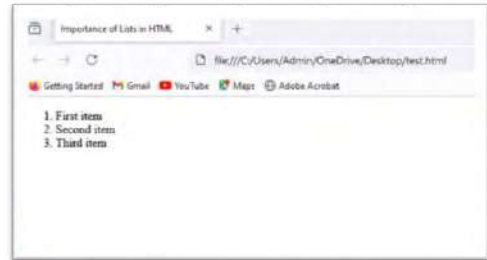 Importance of Lists in HTML
file:///C:/Users/Admin/OneDrive/Desktop/test.html
Getting Started Gmail YouTube Maps Adobe Acrobat
1. First item
2. Second item
3. Third item